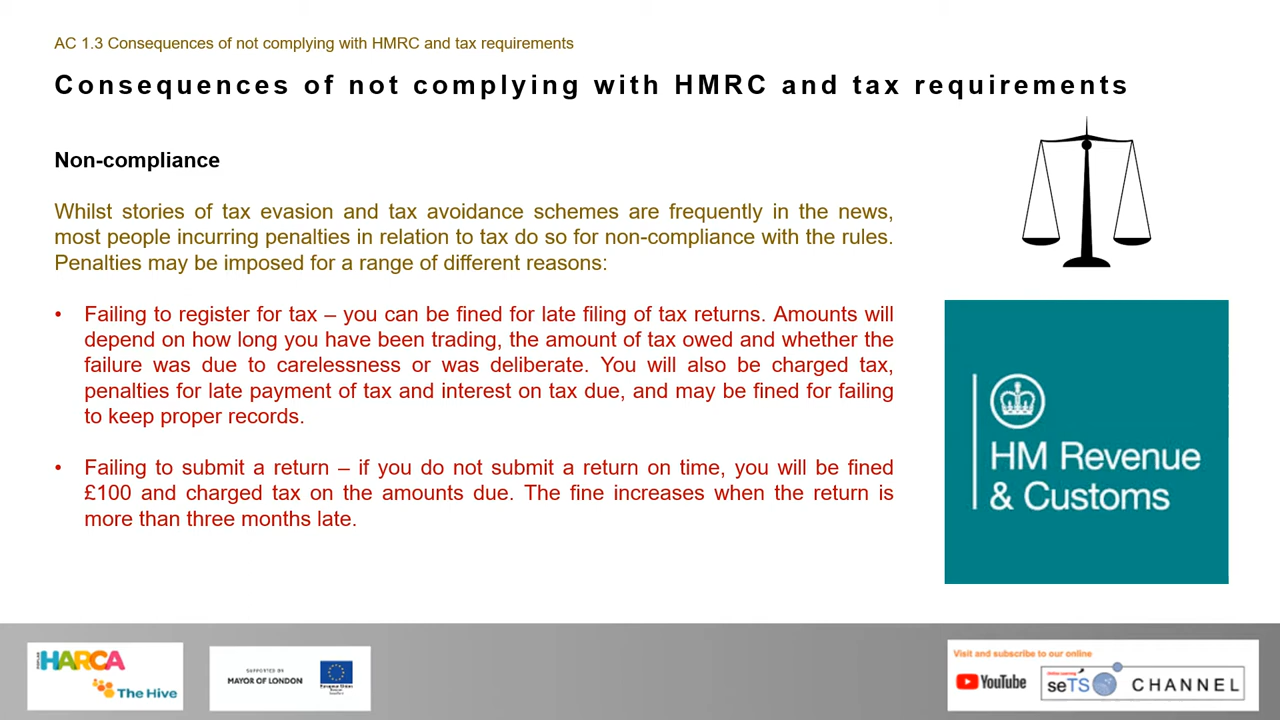 AC 1.3 Consequences of not complying with HMRC and tax requirements
Consequences of not complying with HMRC and tax requirements
Non-compliance
Whilst stories of tax evasion and tax avoidance schemes are frequently in the news,
most people incurring penalties in relation to tax do so for non-compliance with the rules.
Penalties may be imposed for a range of different reasons:
• Failing to register for tax – you can be fined for late filing of tax returns. Amounts will
depend on how long you have been trading, the amount of tax owed and whether the
failure was due to carelessness or was deliberate. You will also be charged tax,
penalties for late payment of tax and interest on tax due, and may be fined for failing
to keep proper records.
• Failing to submit a return – if you do not submit a return on time, you will be fined
£100 and charged tax on the amounts due. The fine increases when the return is
more than three months late.
HM Revenue
& Customs
HARCA
The Hive
SUPPORTED BY
MAYOR OF LONDON
European Union
Visit and subscribe to our online
YouTube
seTS CHANNEL